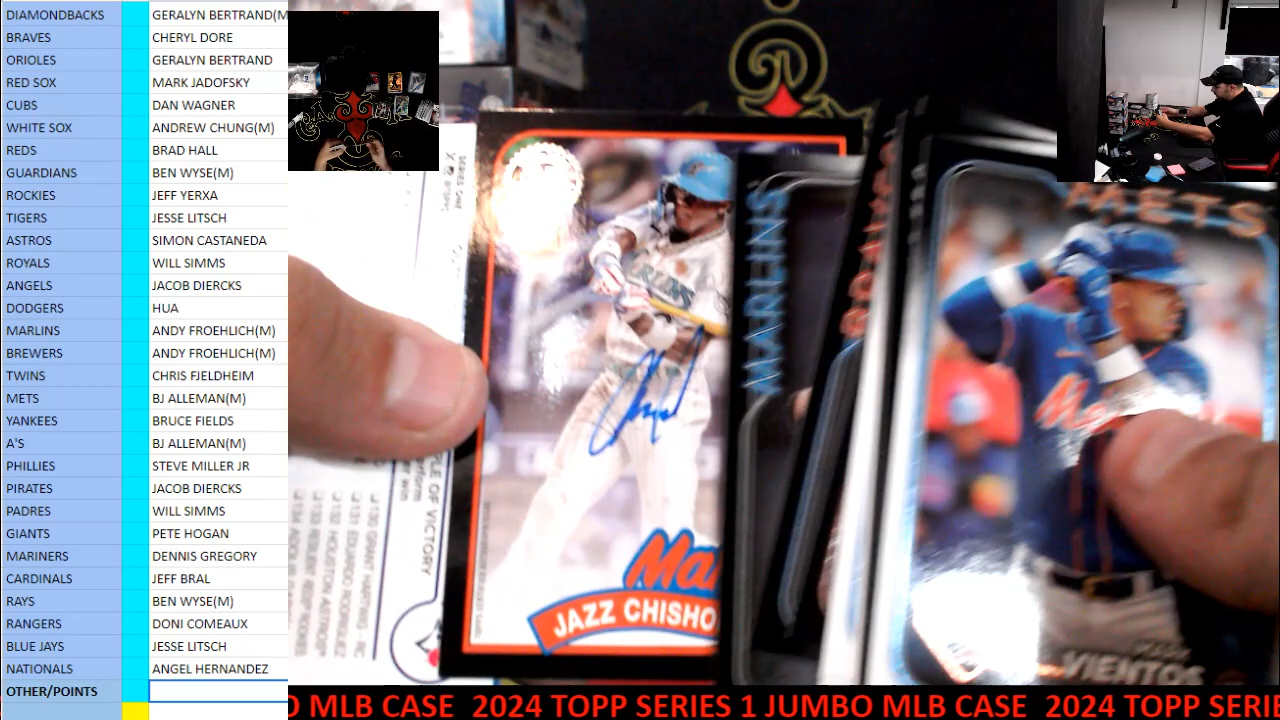 DIAMONDBACKS GERALYN BERTRAND(M
BRAVES CHERYL DORE
ORIOLES GERALYN BERTRAND
RED SOX MARK JADOFSKY
CUBS DAN WAGNER
WHITE SOX ANDREW CHUNG(M)
REDS BRAD HALL
GUARDIANS BEN WYSE(M)
ROCKIES JEFF YERXA
TIGERS JESSE LITSCH
ASTROS SIMON CASTANEDA
ROYALS WILL SIMMS
ANGELS JACOB DIERCKS
DODGERS HUA
MARLINS ANDY FROEHLICH(M)
BREWERS ANDY FROEHLICH(M)
TWINS CHRIS FJELDHEIM
METS BJ ALLEMAN(M)
YANKEES BRUCE FIELDS
A'S BJ ALLEMAN(M)
PHILLIES STEVE MILLER JR
PIRATES JACOB DIERCKS
PADRES WILL SIMMS
GIANTS PETE HOGAN
MARINERS DENNIS GREGORY
CARDINALS JEFF BRAL
RAYS BEN WYSE(M)
RANGERS DONI COMEAUX
BLUE JAYS JESSE LITSCH
NATIONALS ANGEL HERNANDEZ
OTHER/POINTS
Mar
JAZZ CHISHO
MARLINS
METS
VIENTOS
OF VICTORY
O MLB CASE 2024 TOPP SERIES 1 JUMBO MLB CASE 2024 TOPP SERI